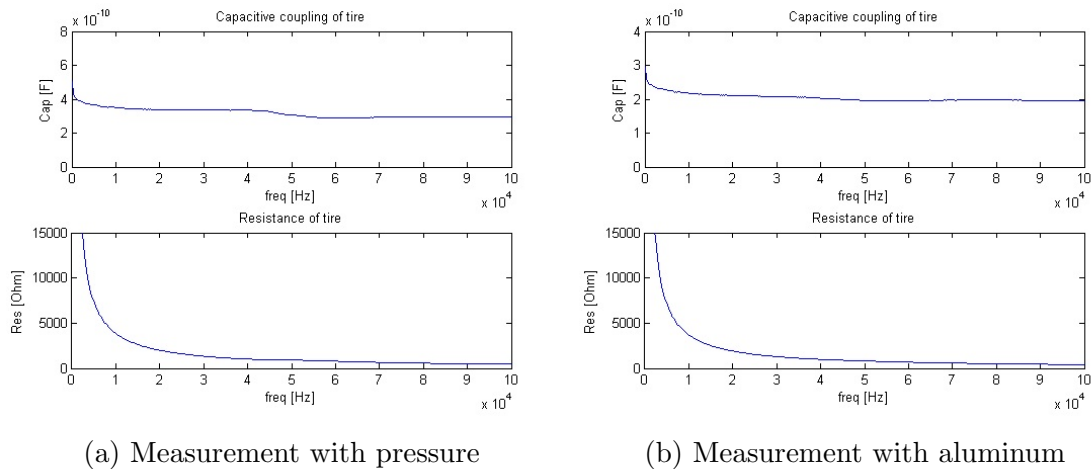 Capacitive coupling of tire
x 10^-10
8
6
4
2
0
Cap [F]
0 1 2 3 4 5 6 7 8 9 10
freq [Hz]
x 10^4
Resistance of tire
15000
10000
5000
0
Res [Ohm]
0 1 2 3 4 5 6 7 8 9 10
freq [Hz]
x 10^4
(a) Measurement with pressure
Capacitive coupling of tire
x 10^-10
4
3
2
1
0
Cap [F]
0 1 2 3 4 5 6 7 8 9 10
freq [Hz]
x 10^4
Resistance of tire
15000
10000
5000
0
Res [Ohm]
0 1 2 3 4 5 6 7 8 9 10
freq [Hz]
x 10^4
(b) Measurement with aluminum